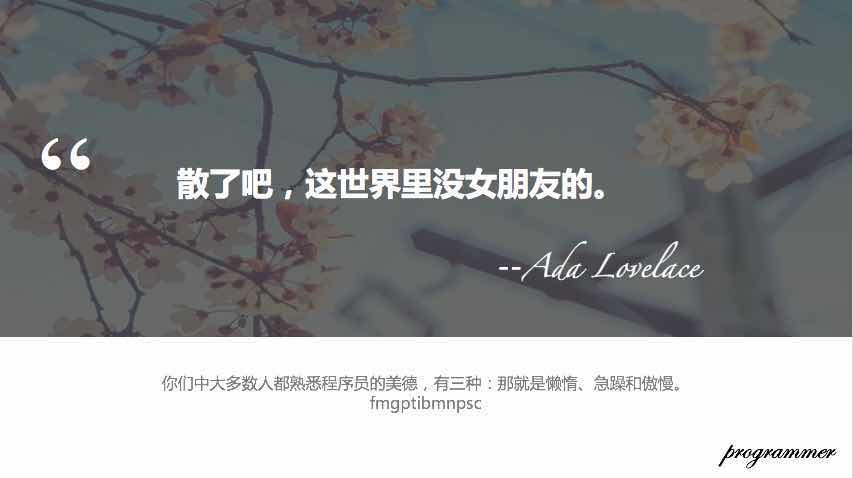 “
散了吧，这世界里没女朋友的。
--Ada Lovelace
你们中大多数人都熟悉程序员的美德，有三种：那就是懒惰、急躁和傲慢。
fmgptibmnpsc
programmer